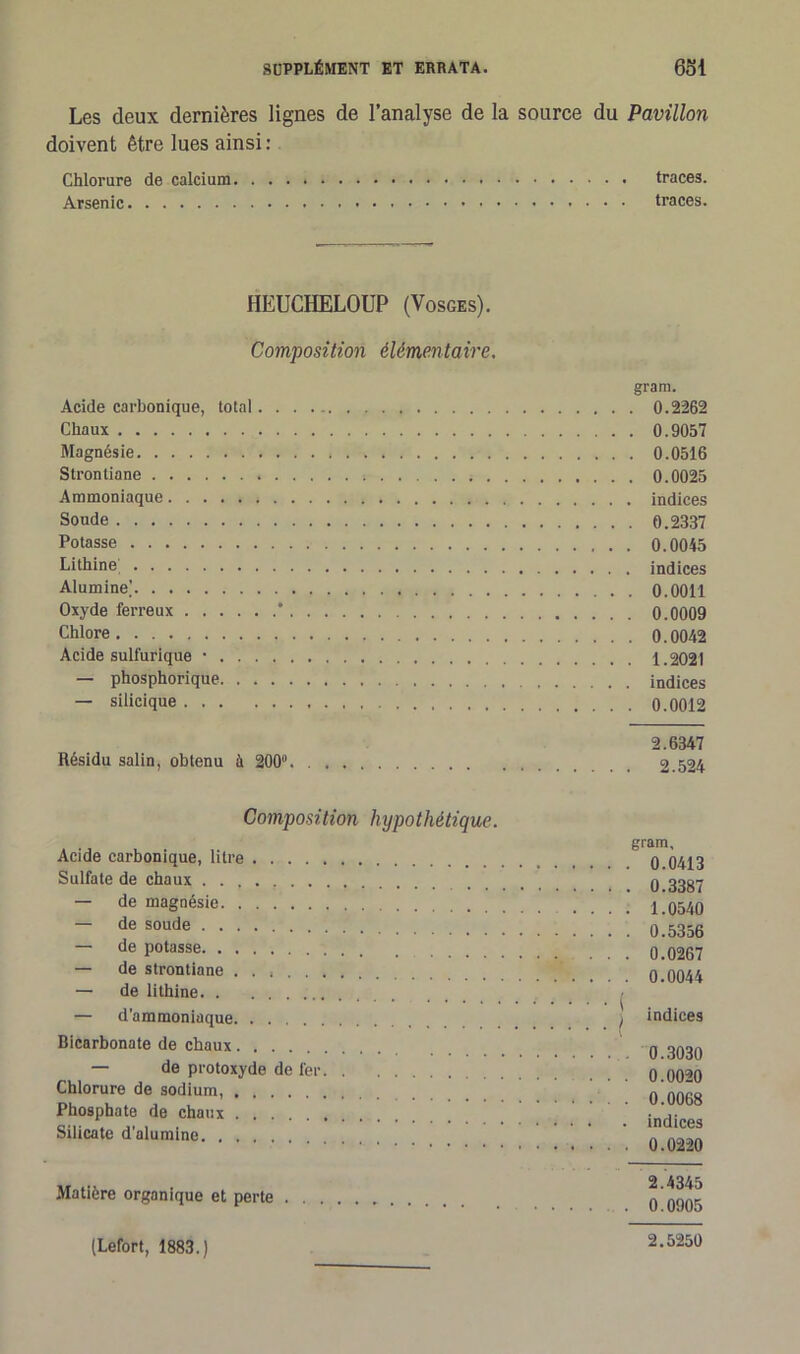 SUPPLÉMENT ET ERRATA. 651
Les deux dernières lignes de l'analyse de la source du Pavillon
doivent être lues ainsi :
Chlorure de calcium. . . . . . . . . . traces.
Arsenic. . . . . . . . . . traces.
HEUCHELOUP (Vosges).
Composition élémentaire.
gram.
Acide carbonique, total . . . . . . . . . . 0.2262
Chaux . . . . . . . . . . 0.9057
Magnésie. . . . . . . . . . 0.0516
Strontiane . . . . . . . . . . 0.0025
Ammoniaque. . . . . . . . . . indices
Soude . . . . . . . . . . 0.2337
Potasse . . . . . . . . . . 0.0045
Lithine . . . . . . . . . . indices
Alumine. . . . . . . . . . 0.0011
Oxyde ferreux . . . . . . . . . . 0.0009
Chlore . . . . . . . . . . 0.0042
Acide sulfurique . . . . . . . . . . 1.2021
— phosphorique. . . . . . . . . . indices
— silicique . . . . . . . . . . 0.0012
2.6347
Résidu salin, obtenu à 200°. . . . . . . . . . 2.524
Composition hypothétique.
gram,
Acide carbonique, litre . . . . . . . . . . 0.0413
Sulfate de chaux . . . . . . . . . . 0.3387
— de magnésie. . . . . . . . . . 1.0540
— de soude . . . . . . . . . . 0.5356
— de potasse. . . . . . . . . . 0.0267
— de strontiane . . . . . . . . . . 0.0044
— de lithine. . . . . . . . . .
— d'ammoniaque. . . . . . . . . . } indices
Bicarbonate de chaux . . . . . . . . . . 0.3030
— de protoxyde de fer. . . . . . . . . . 0.0020
Chlorure de sodium, . . . . . . . . . . 0.0068
Phosphate de chaux . . . . . . . . . . indices
Silicate d'alumine. . . . . . . . . . 0.0220
2.4345
Matière organique et perte . . . . . . . . . . 0.0905
(Lefort, 1883.) 2.5250